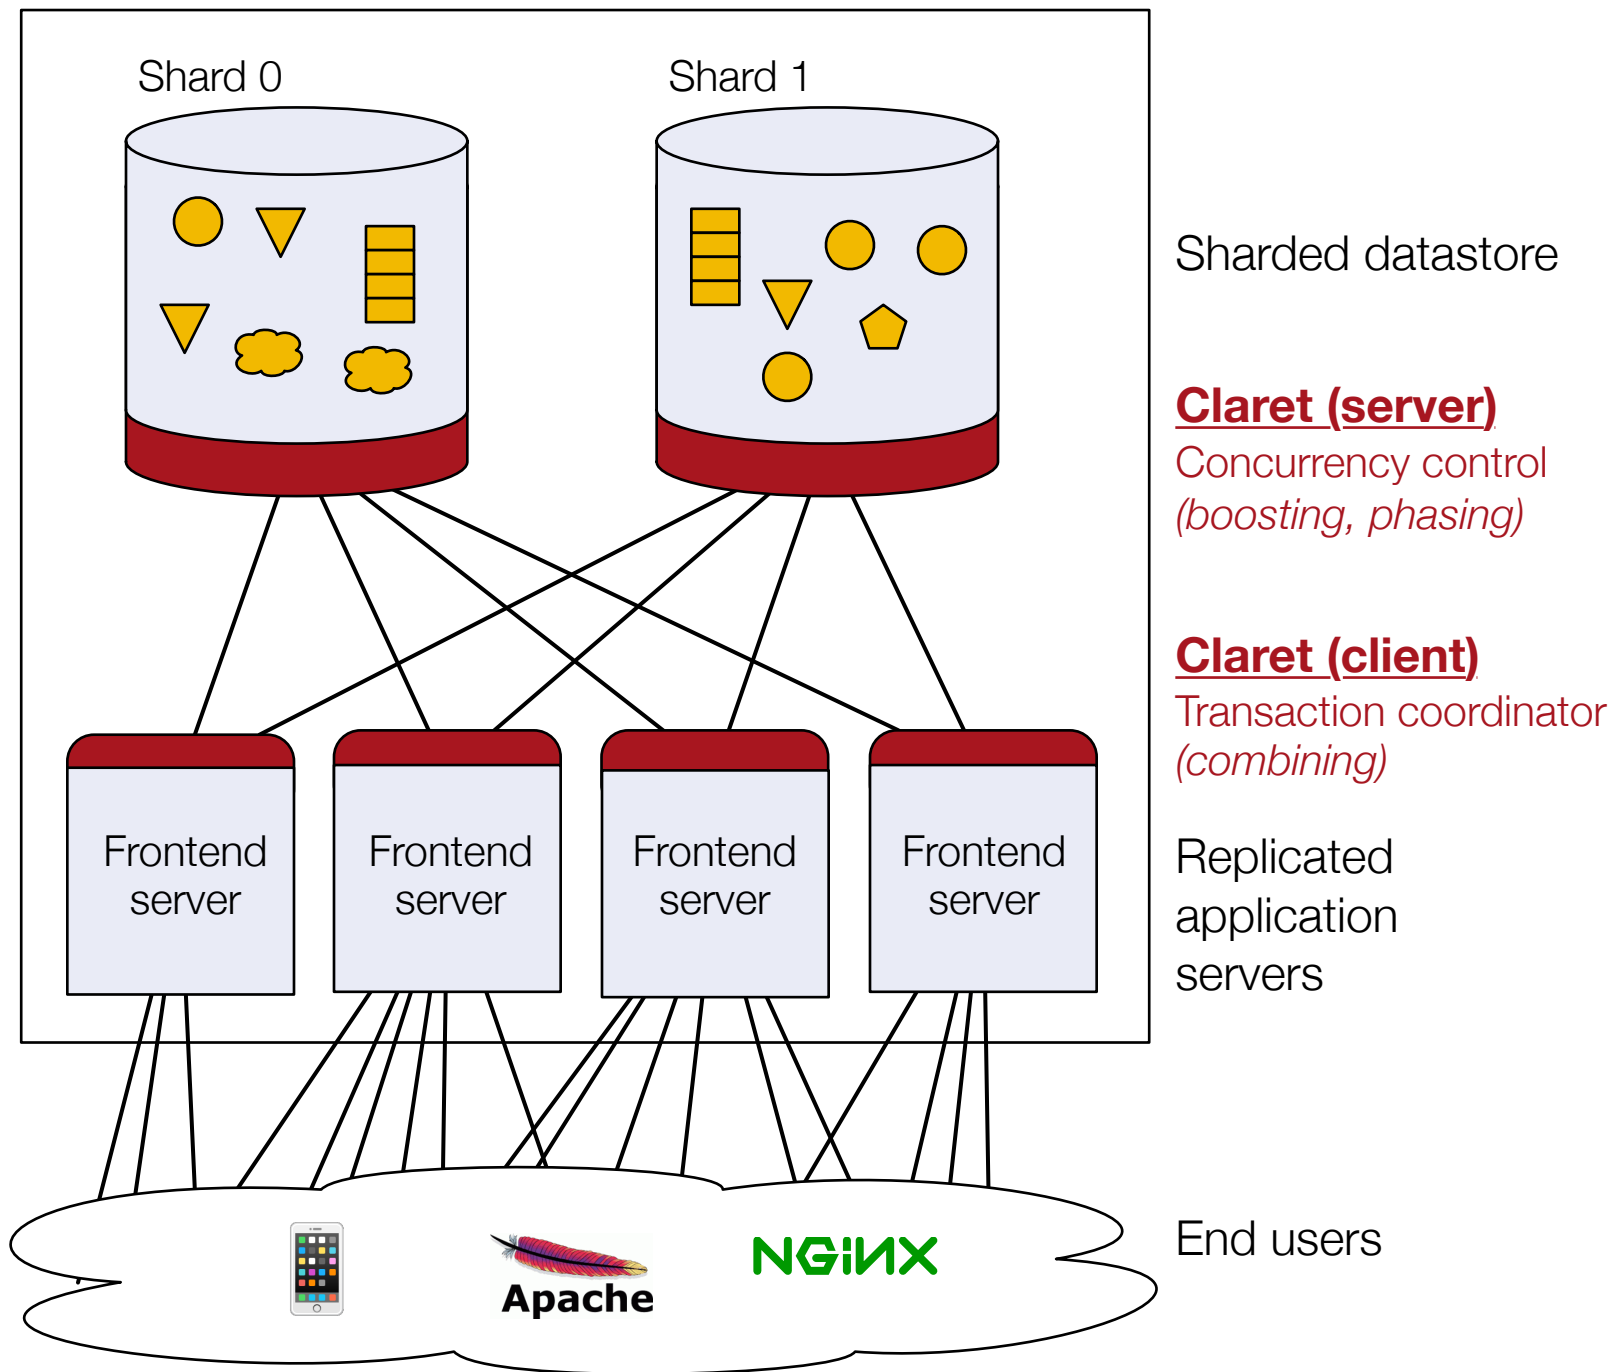 Shard 0
Shard 1
Sharded datastore
Claret (server)
Concurrency control
(boosting, phasing)
Claret (client)
Transaction coordinator
(combining)
Frontend
server
Frontend
server
Frontend
server
Frontend
server
Replicated
application
servers
End users
Apache
NGINX